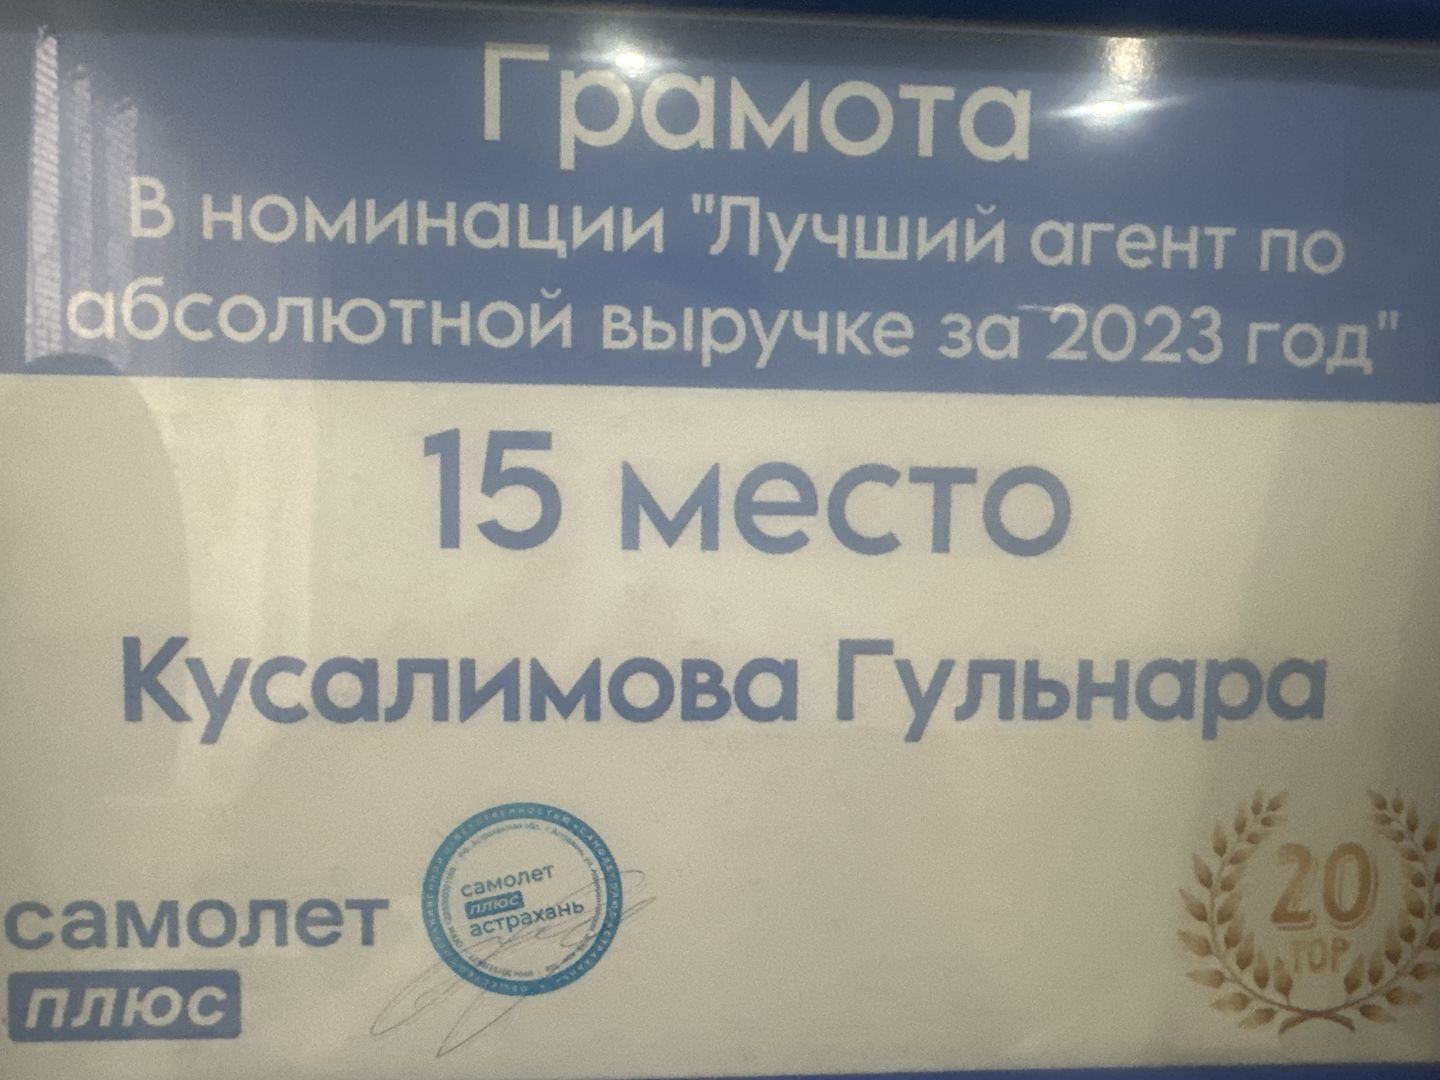 Грамота
В номинации "Лучший агент по
абсолютной выручке за 2023 год"
15 место
Кусалимова Гульнара
самолет
плюс
самолет
плюс
астрахань
20
TOP